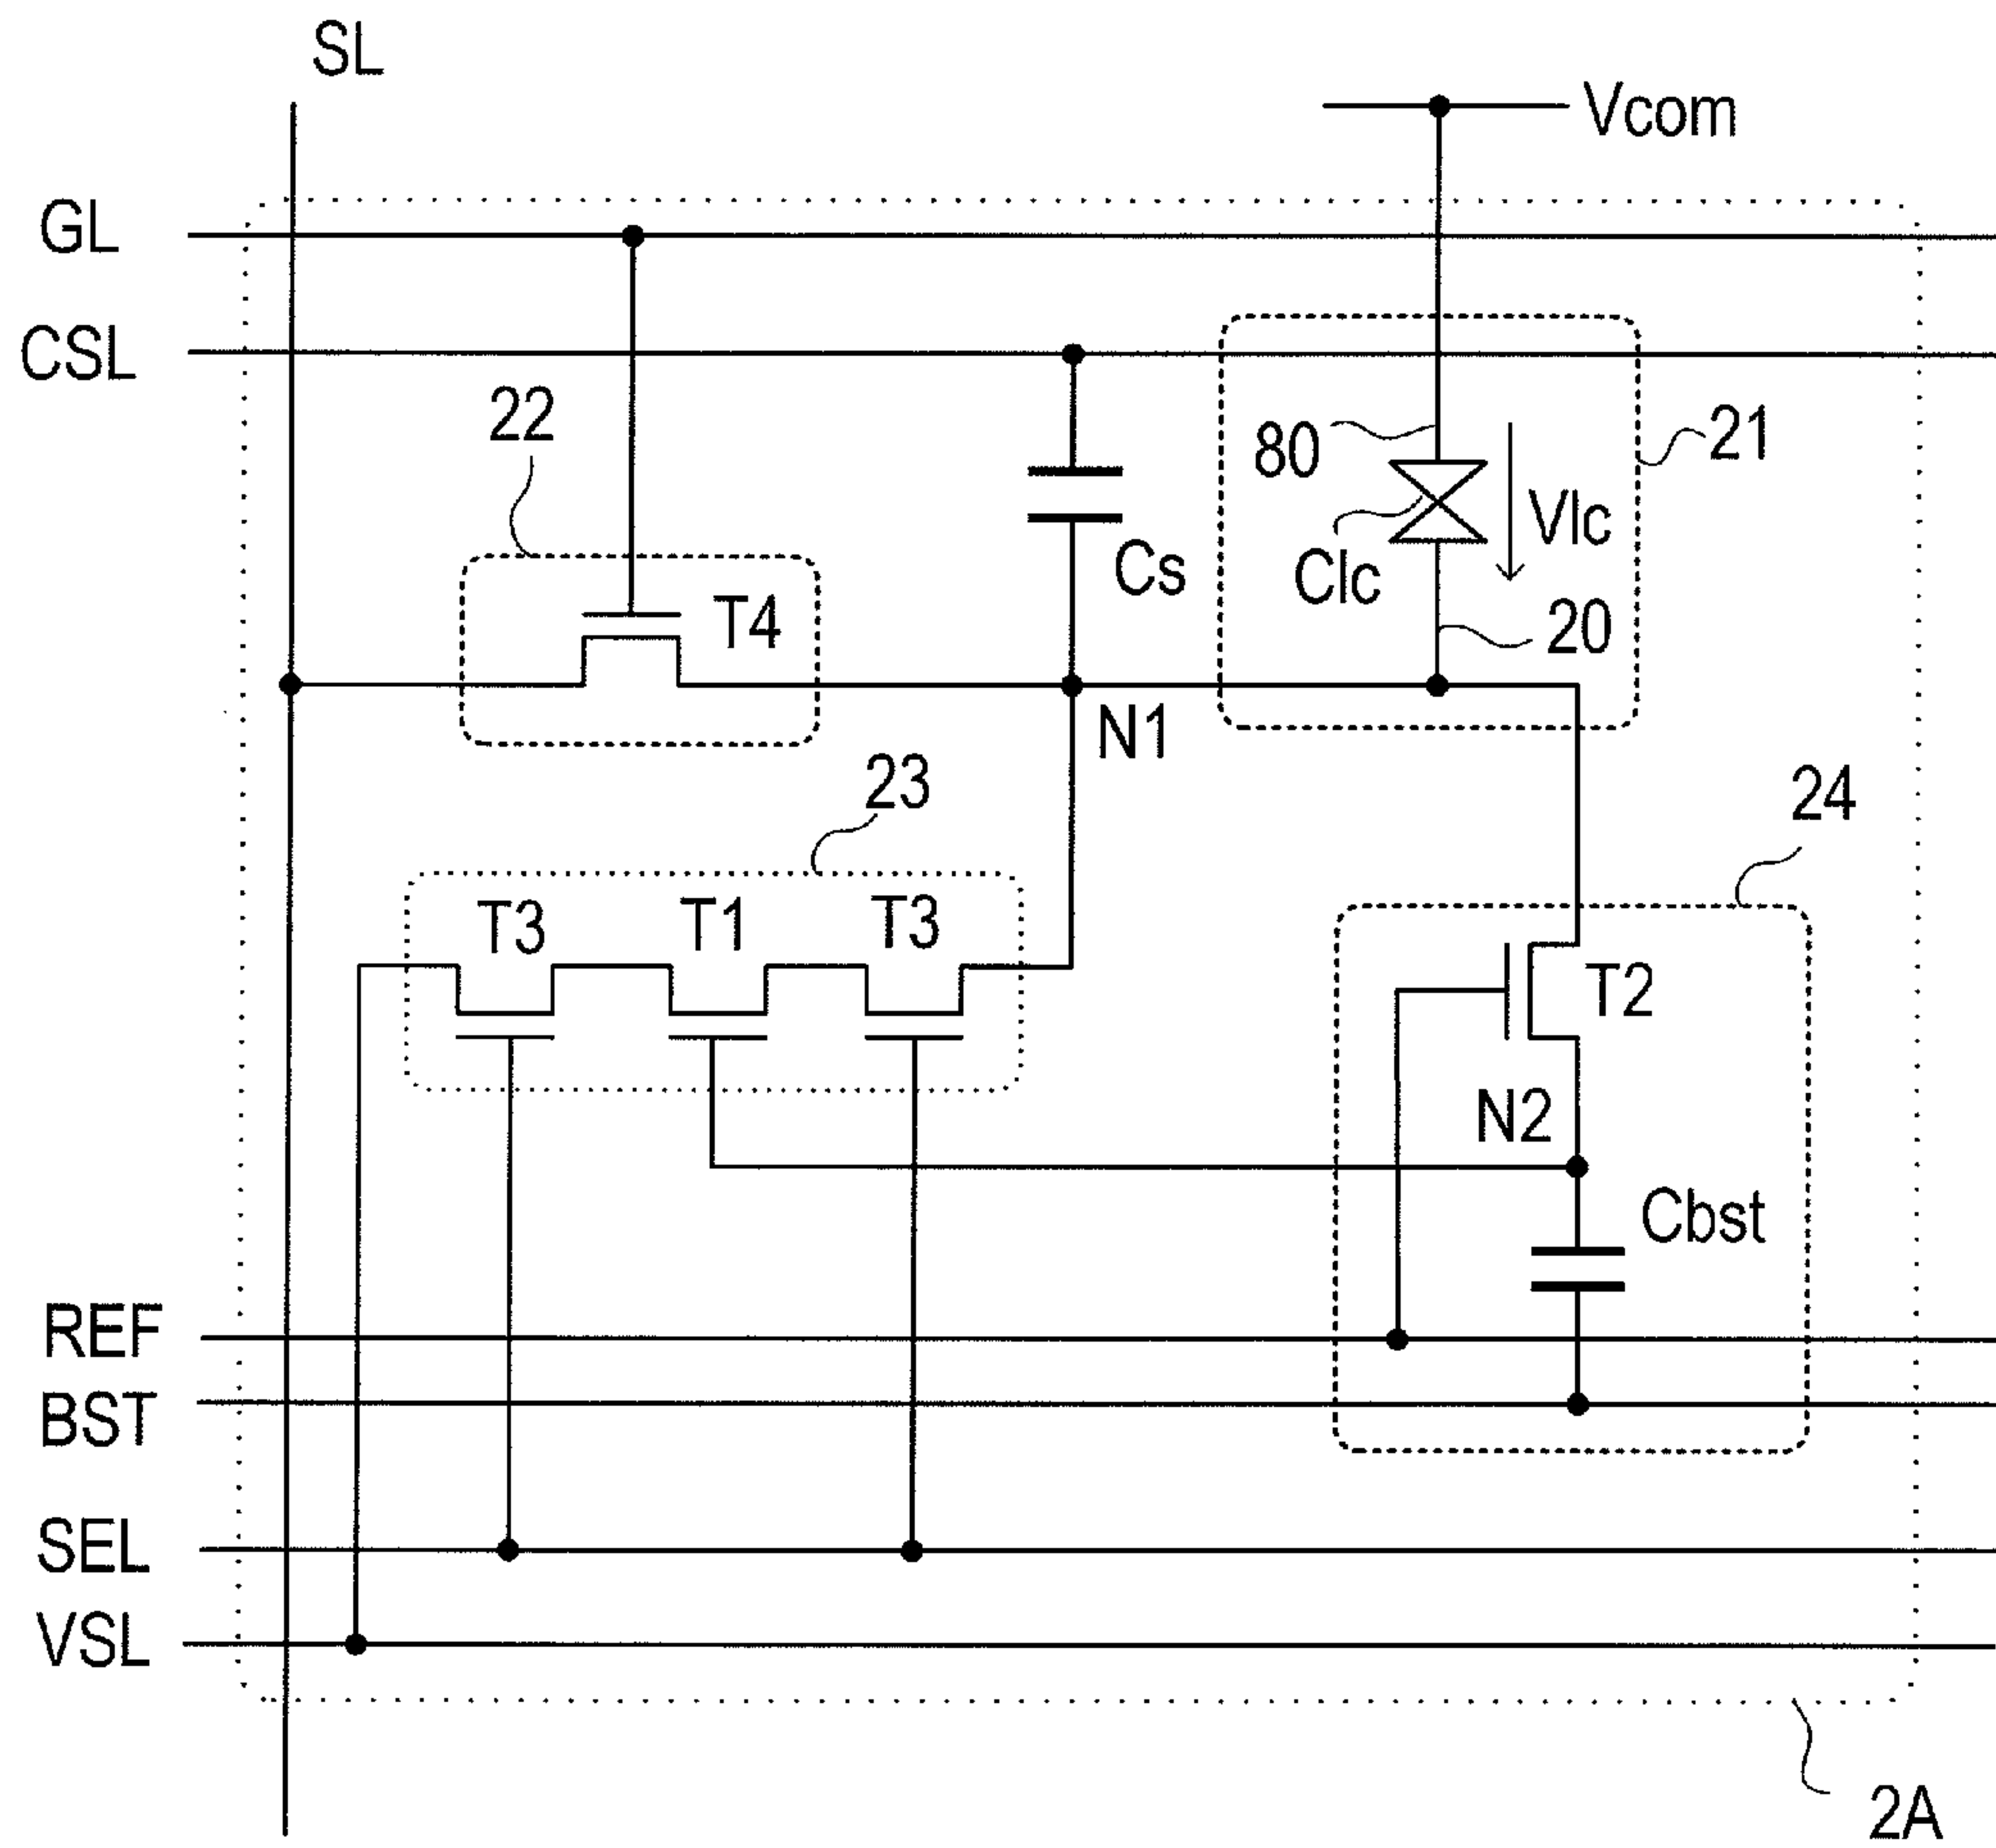 SL
Vcom
GL
CSL
22
80
21
Vlc
Cs
Clc
T4
20
N1
23
24
T3
T1
T3
T2
N2
Cbst
REF
BST
SEL
VSL
2A